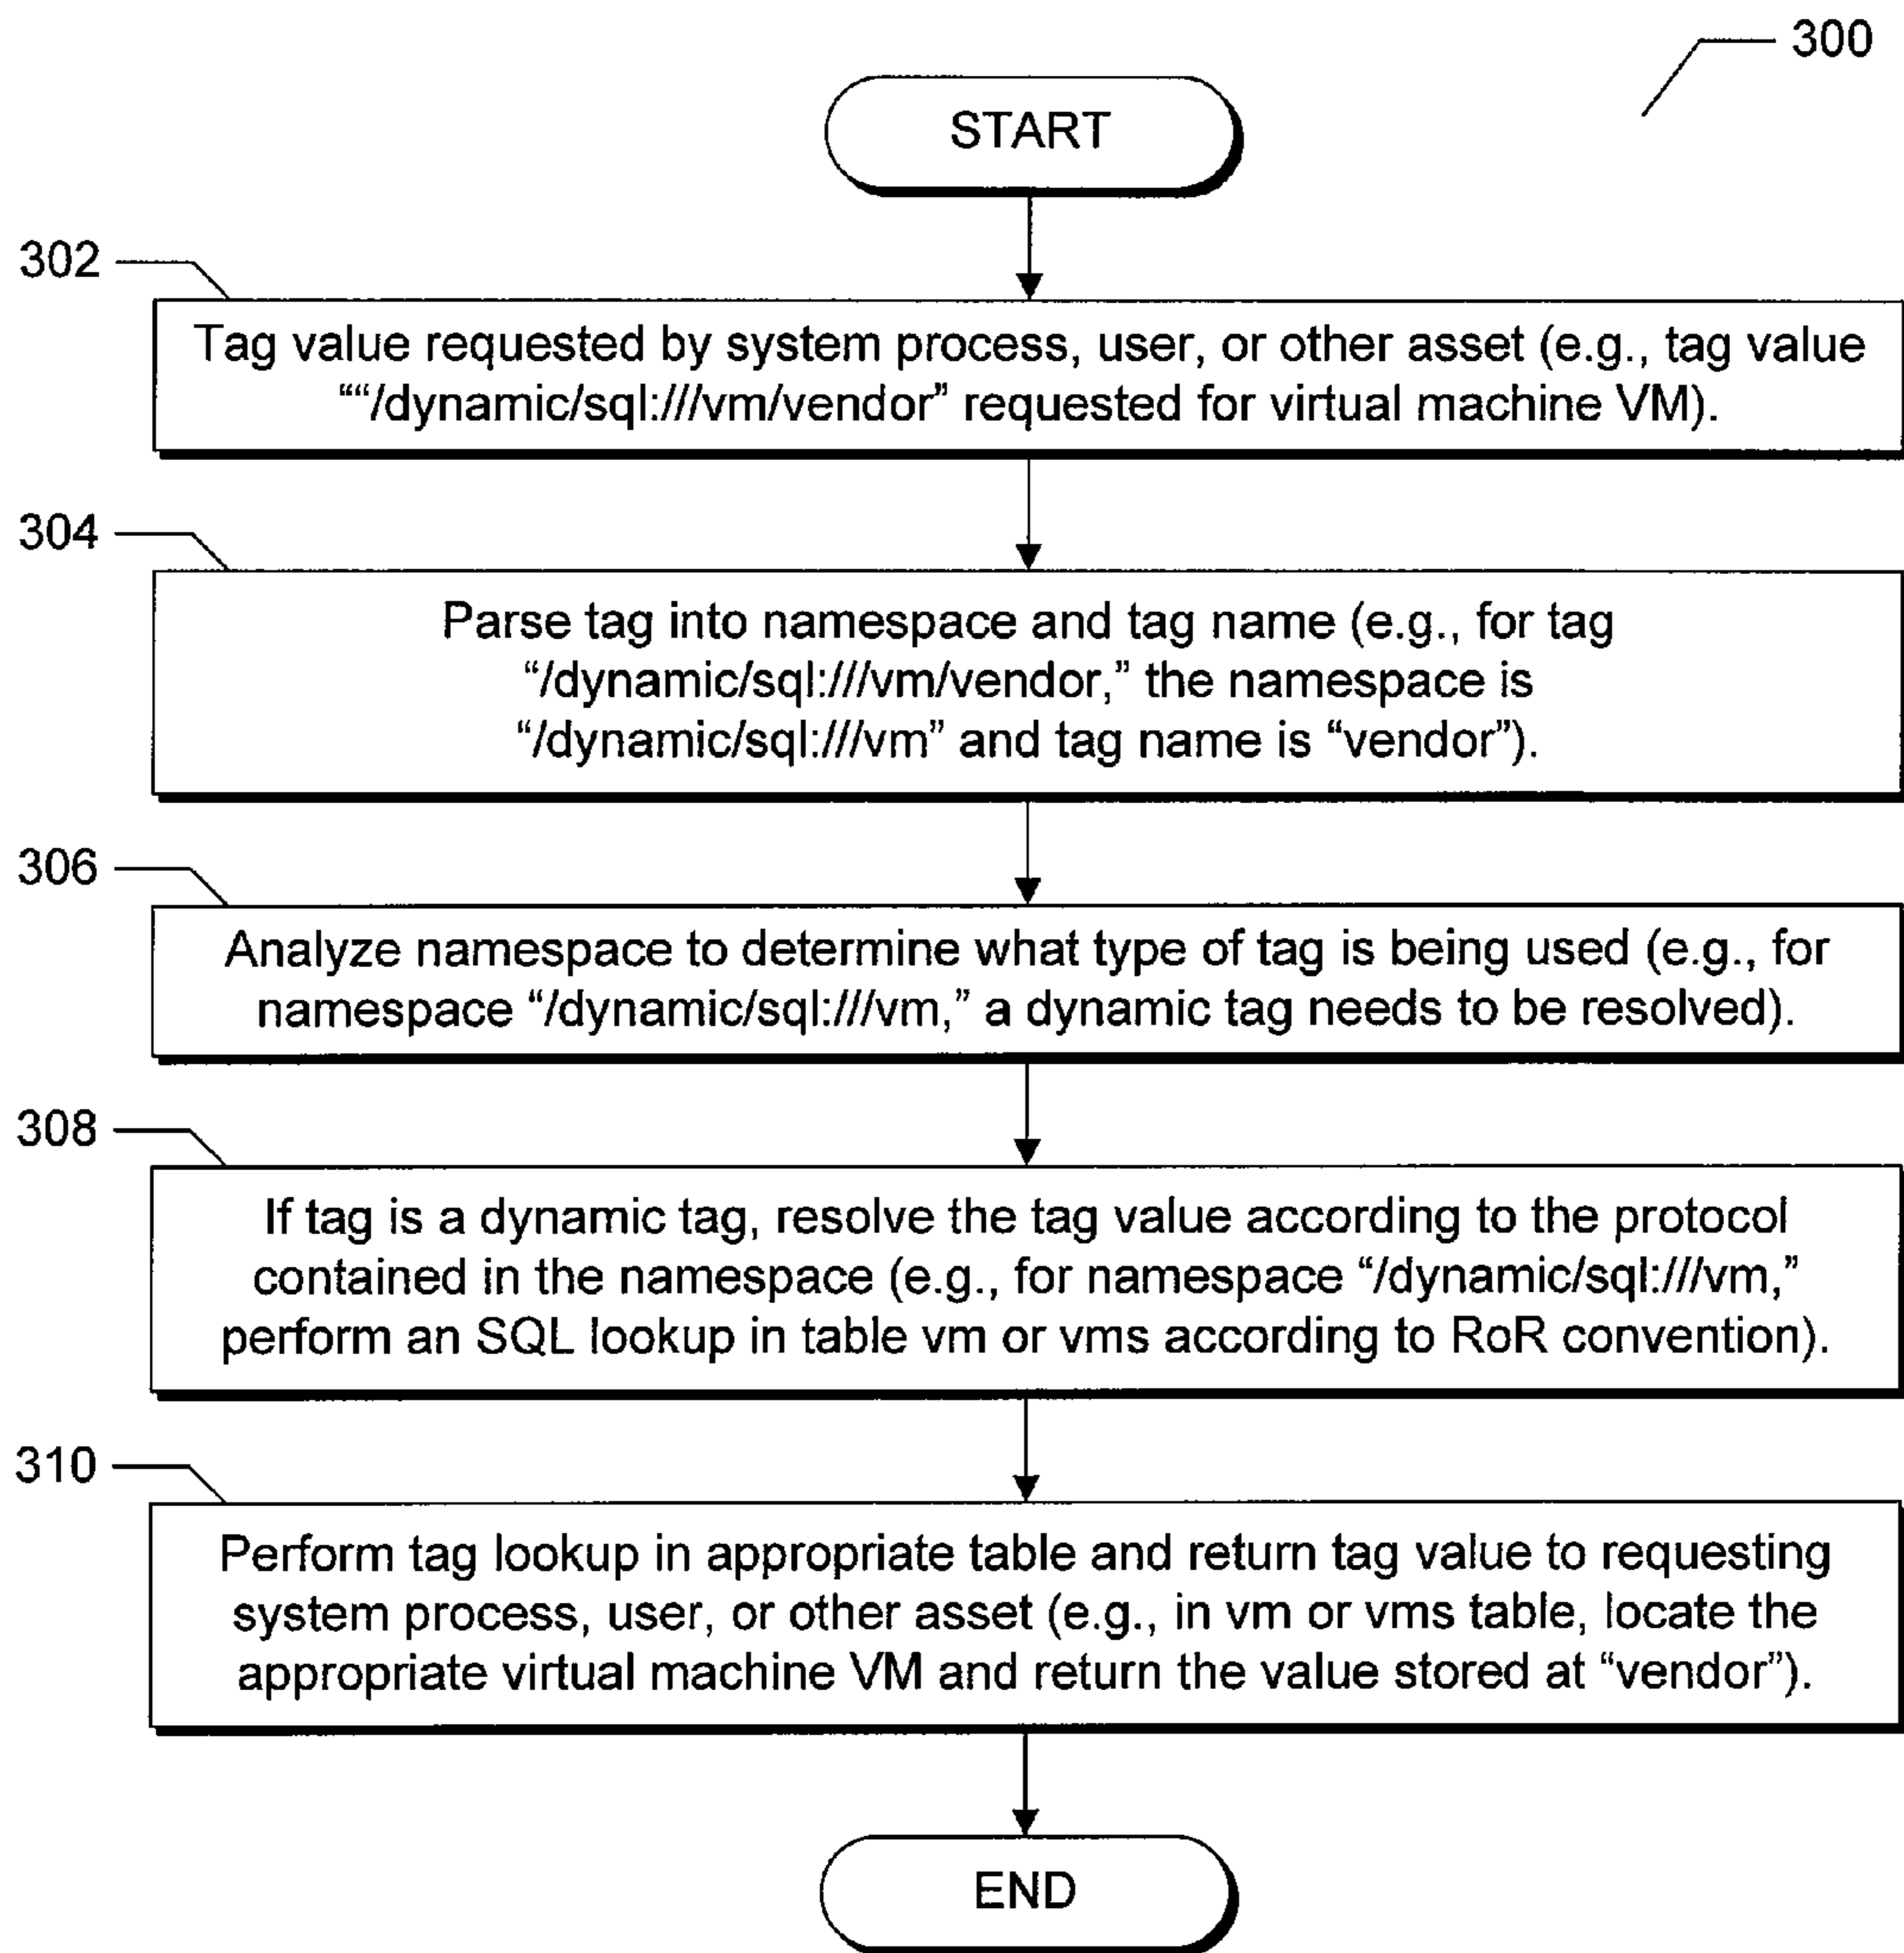 300
START
302
Tag value requested by system process, user, or other asset (e.g., tag value
““/dynamic/sql:///vm/vendor” requested for virtual machine VM).
304
Parse tag into namespace and tag name (e.g., for tag
“/dynamic/sql:///vm/vendor,” the namespace is
“/dynamic/sql:///vm” and tag name is “vendor”).
306
Analyze namespace to determine what type of tag is being used (e.g., for
namespace “/dynamic/sql:///vm,” a dynamic tag needs to be resolved).
308
If tag is a dynamic tag, resolve the tag value according to the protocol
contained in the namespace (e.g., for namespace “/dynamic/sql:///vm,”
perform an SQL lookup in table vm or vms according to RoR convention).
310
Perform tag lookup in appropriate table and return tag value to requesting
system process, user, or other asset (e.g., in vm or vms table, locate the
appropriate virtual machine VM and return the value stored at “vendor”).
END